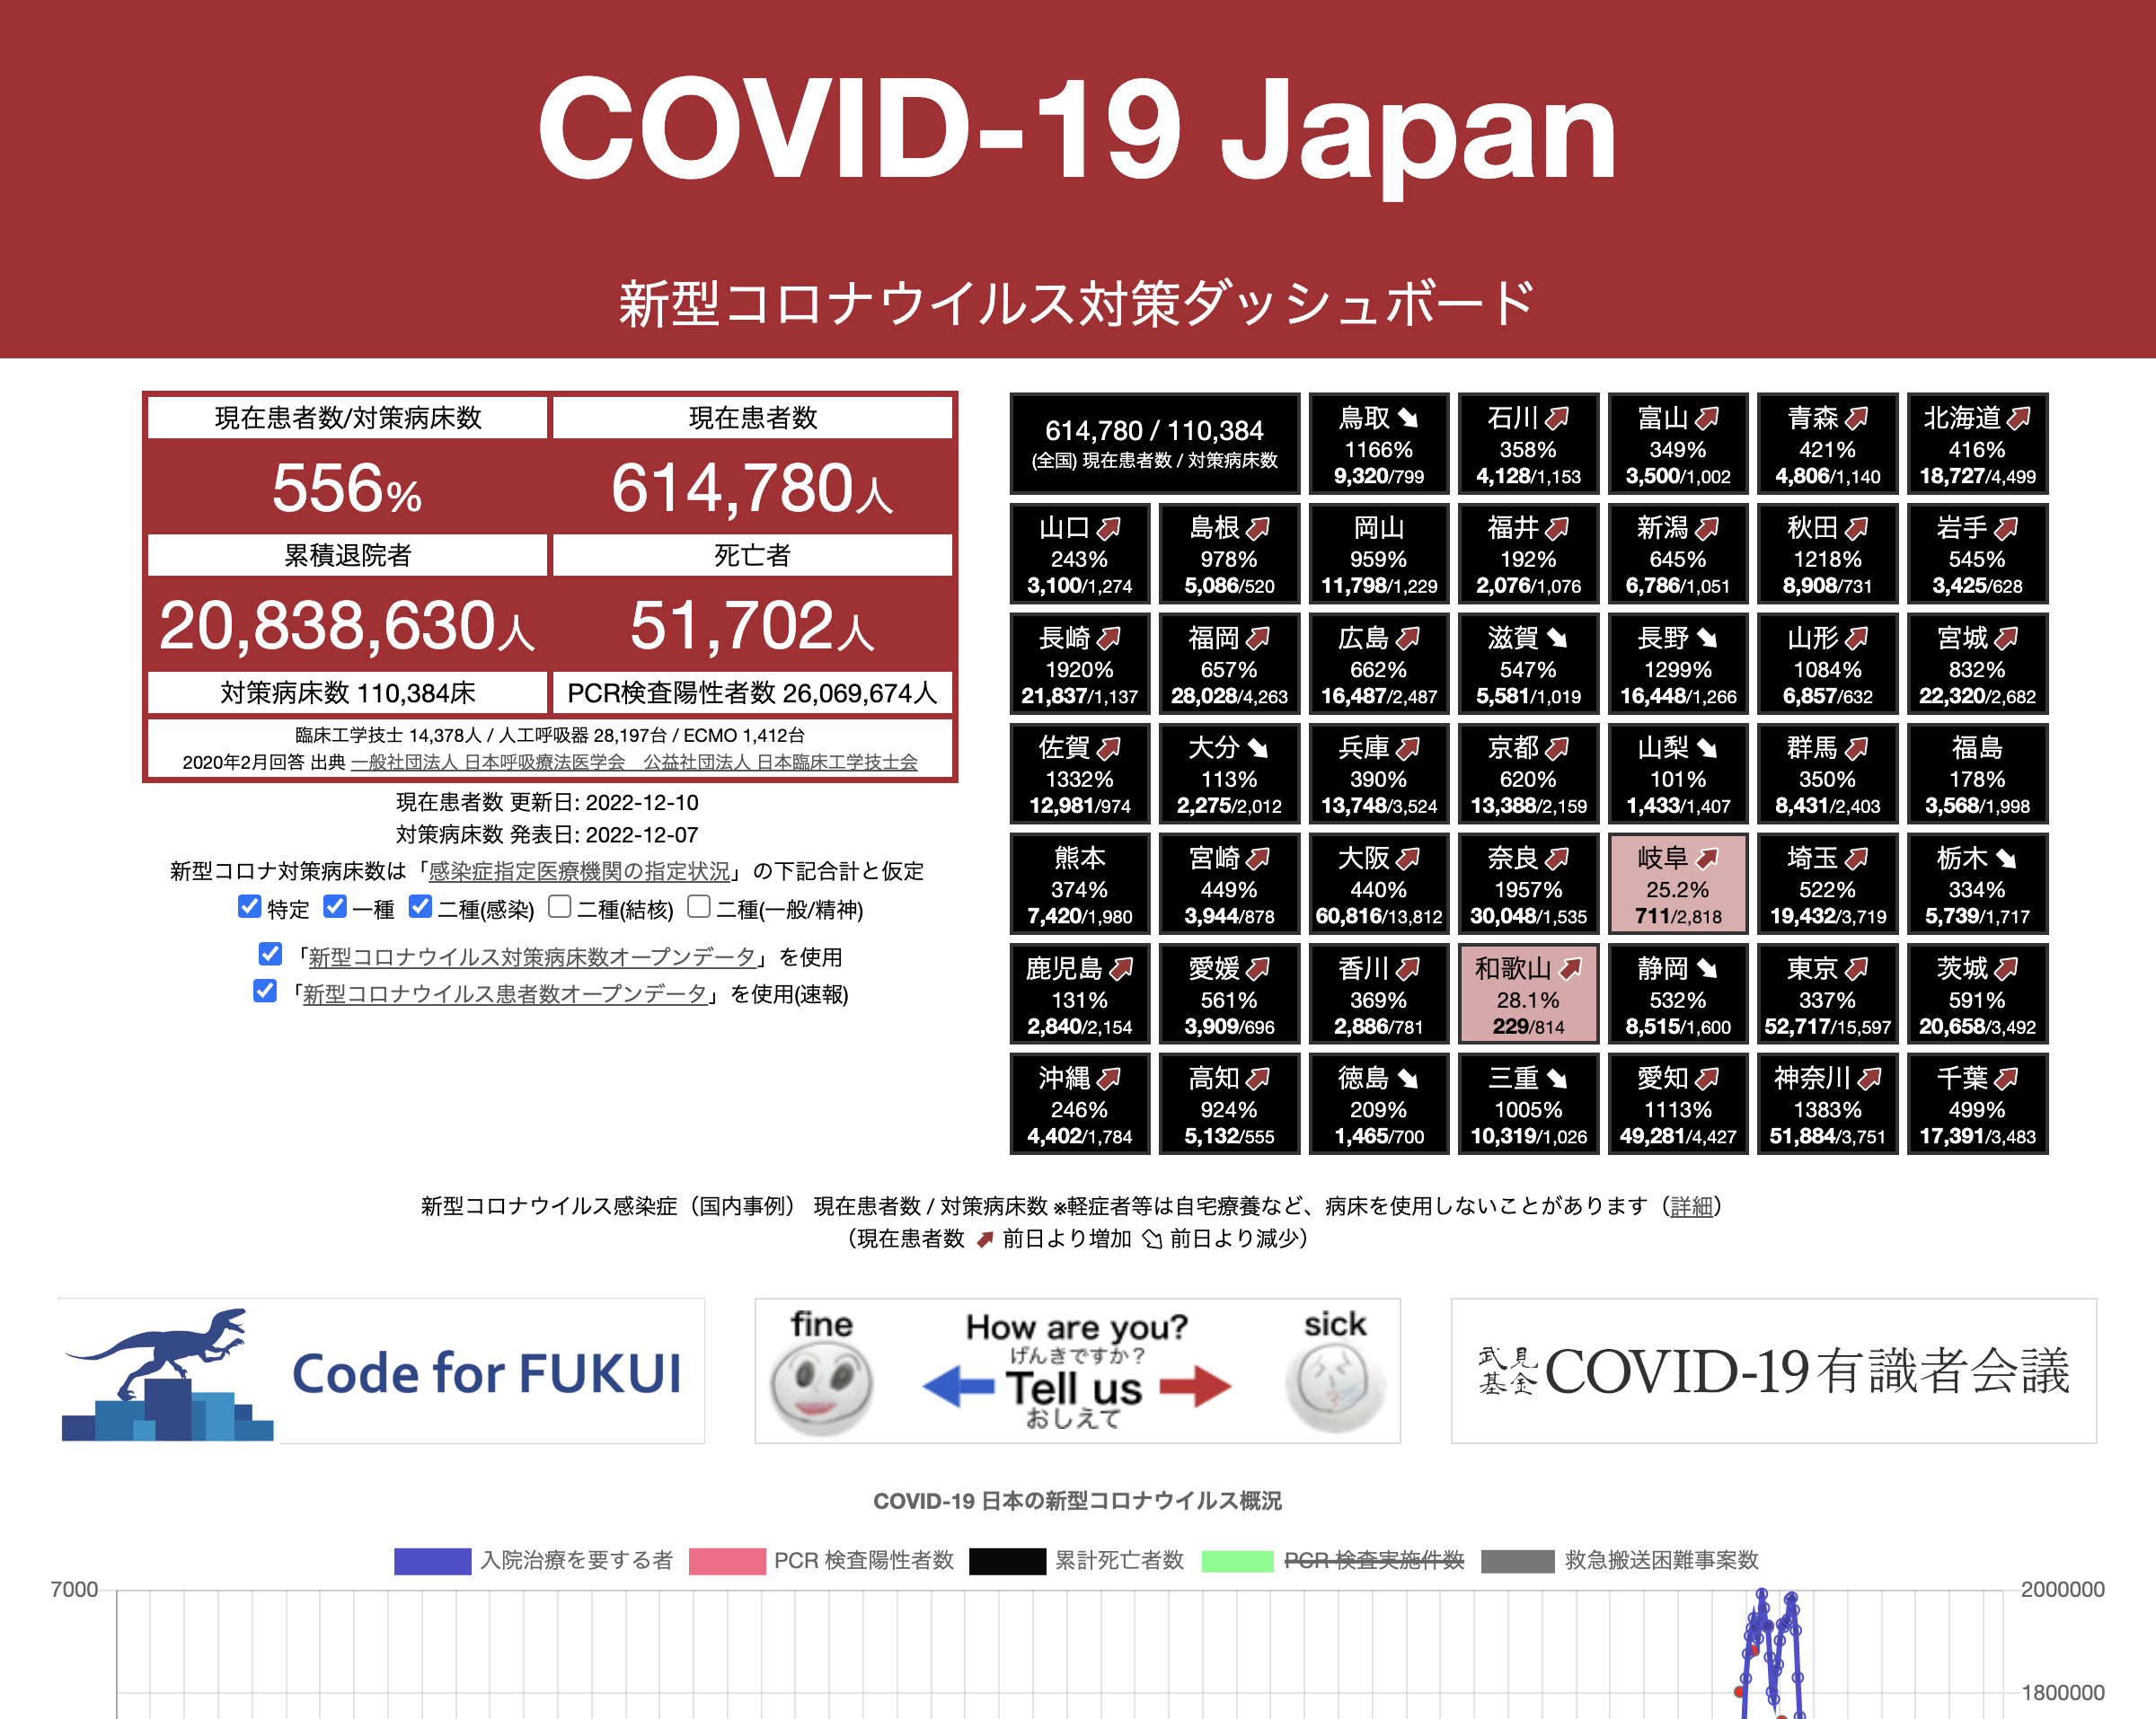 COVID-19 Japan
新型コロナウイルス対策ダッシュボード
現在患者数/対策病床数
現在患者数
556%
614,780人
累積退院者
死亡者
20,838,630人
51,702人
対策病床数 110,384床
PCR検査陽性者数 26,069,674人
臨床工学技士 14,378人 / 人工呼吸器 28,197台 / ECMO 1,412台
2020年2月回答 出典 一般社団法人 日本呼吸療法医学会　公益社団法人 日本臨床工学技士会
現在患者数 更新日: 2022-12-10
対策病床数 発表日: 2022-12-07
新型コロナ対策病床数は「感染症指定医療機関の指定状況」の下記合計と仮定
特定 一種 二種(感染) 二種(結核) 二種(一般/精神)
「新型コロナウイルス対策病床数オープンデータ」を使用
「新型コロナウイルス患者数オープンデータ」を使用(速報)
614,780 / 110,384
(全国) 現在患者数 / 対策病床数
鳥取
1166%
9,320/799
石川
358%
4,128/1,153
富山
349%
3,500/1,002
青森
421%
4,806/1,140
北海道
416%
18,727/4,499
山口
243%
3,100/1,274
島根
978%
5,086/520
岡山
959%
11,798/1,229
福井
192%
2,076/1,076
新潟
645%
6,786/1,051
秋田
1218%
8,908/731
岩手
545%
3,425/628
長崎
1920%
21,837/1,137
福岡
657%
28,028/4,263
広島
662%
16,487/2,487
滋賀
547%
5,581/1,019
長野
1299%
16,448/1,266
山形
1084%
6,857/632
宮城
832%
22,320/2,682
佐賀
1332%
12,981/974
大分
113%
2,275/2,012
兵庫
390%
13,748/3,524
京都
620%
13,388/2,159
山梨
101%
1,433/1,407
群馬
350%
8,431/2,403
福島
178%
3,568/1,998
熊本
374%
7,420/1,980
宮崎
449%
3,944/878
大阪
440%
60,816/13,812
奈良
1957%
30,048/1,535
岐阜
25.2%
711/2,818
埼玉
522%
19,432/3,719
栃木
334%
5,739/1,717
鹿児島
131%
2,840/2,154
愛媛
561%
3,909/696
香川
369%
2,886/781
和歌山
28.1%
229/814
静岡
532%
8,515/1,600
東京
337%
52,717/15,597
茨城
591%
20,658/3,492
沖縄
246%
4,402/1,784
高知
924%
5,132/555
徳島
209%
1,465/700
三重
1005%
10,319/1,026
愛知
1113%
49,281/4,427
神奈川
1383%
51,884/3,751
千葉
499%
17,391/3,483
新型コロナウイルス感染症（国内事例） 現在患者数 / 対策病床数 ※軽症者等は自宅療養など、病床を使用しないことがあります（詳細）
（現在患者数 前日より増加 前日より減少）
Code for FUKUI
fine
How are you?
げんきですか？
Tell us
おしえて
sick
武見基金 COVID-19有識者会議
COVID-19 日本の新型コロナウイルス概況
入院治療を要する者 PCR 検査陽性者数 累計死亡者数 PCR 検査実施件数 救急搬送困難事案数
7000
2000000
1800000